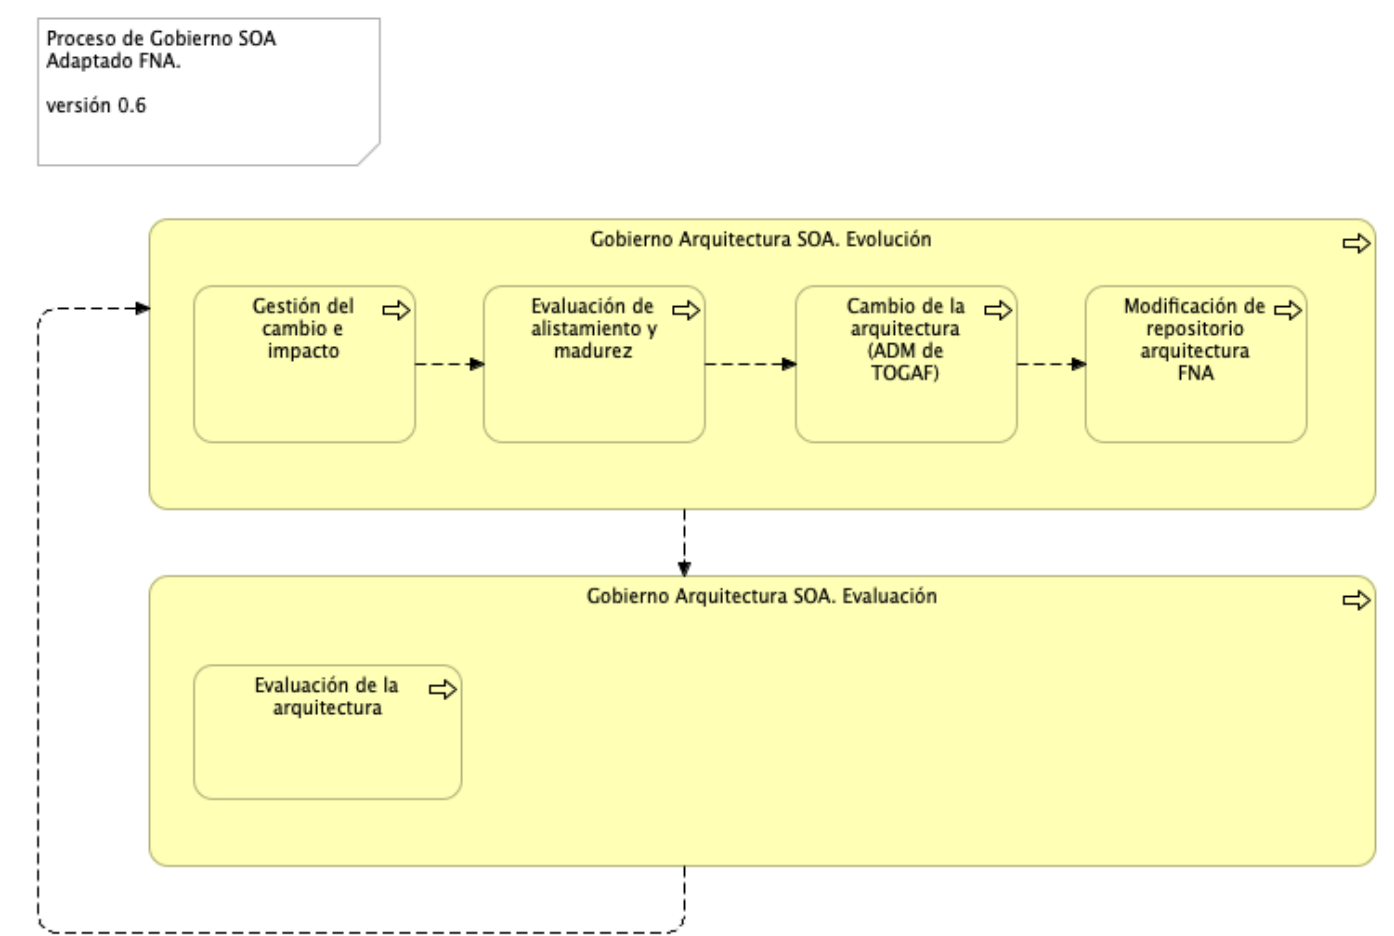 Proceso de Gobierno SOA
Adaptado FNA.
versión 0.6
Gobierno Arquitectura SOA. Evolución
Gestión del
cambio e
impacto
Evaluación de
alistamiento y
madurez
Cambio de la
arquitectura
(ADM de
TOGAF)
Modificación de
repositorio
arquitectura
FNA
Gobierno Arquitectura SOA. Evaluación
Evaluación de la
arquitectura